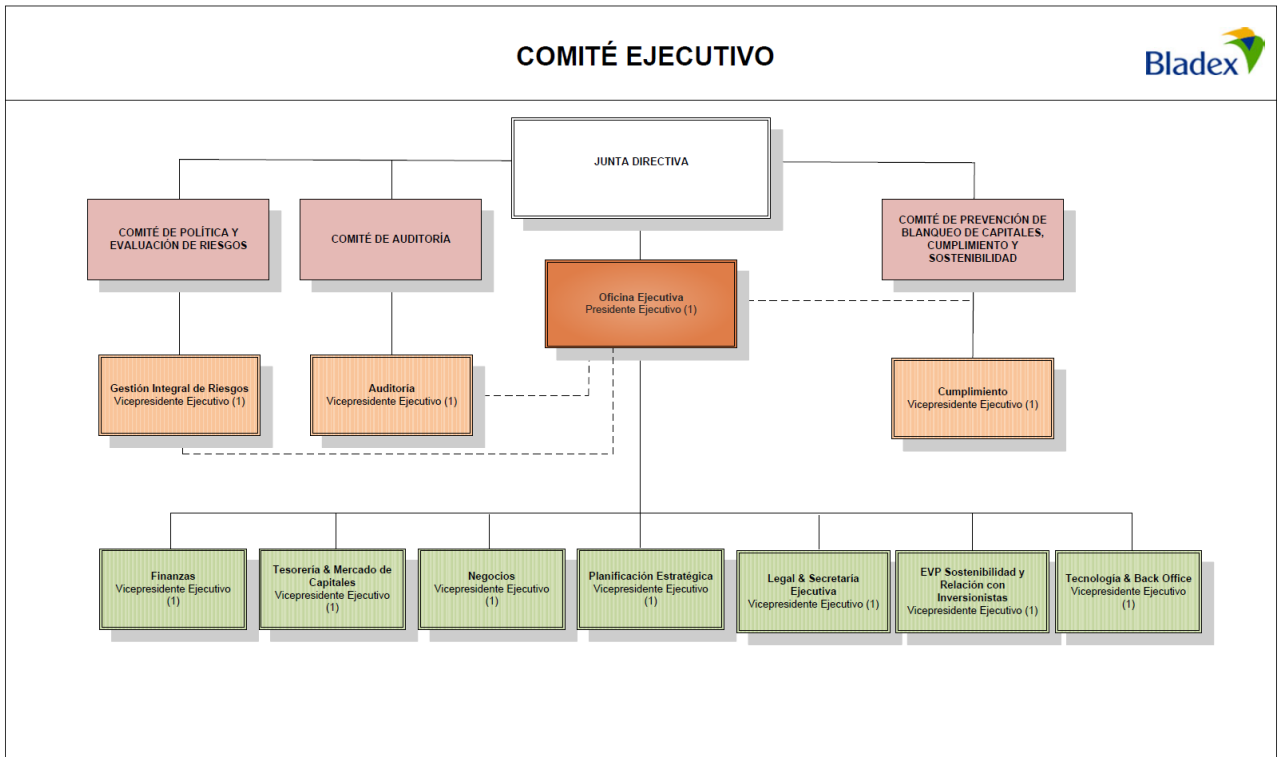 COMITÉ EJECUTIVO
Bladex
JUNTA DIRECTIVA
COMITÉ DE POLÍTICA Y
EVALUACIÓN DE RIESGOS
COMITÉ DE AUDITORÍA
COMITÉ DE PREVENCIÓN DE
BLANQUEO DE CAPITALES,
CUMPLIMIENTO Y
SOSTENIBILIDAD
Oficina Ejecutiva
Presidente Ejecutivo (1)
Gestión Integral de Riesgos
Vicepresidente Ejecutivo (1)
Auditoría
Vicepresidente Ejecutivo (1)
Cumplimiento
Vicepresidente Ejecutivo (1)
Finanzas
Vicepresidente Ejecutivo
(1)
Tesorería & Mercado de
Capitales
Vicepresidente Ejecutivo
(1)
Negocios
Vicepresidente Ejecutivo
(1)
Planificación Estratégica
Vicepresidente Ejecutivo
(1)
Legal & Secretaría
Ejecutiva
Vicepresidente Ejecutivo (1)
EVP Sostenibilidad y
Relación con
Inversionistas
Vicepresidente Ejecutivo (1)
Tecnología & Back Office
Vicepresidente Ejecutivo
(1)